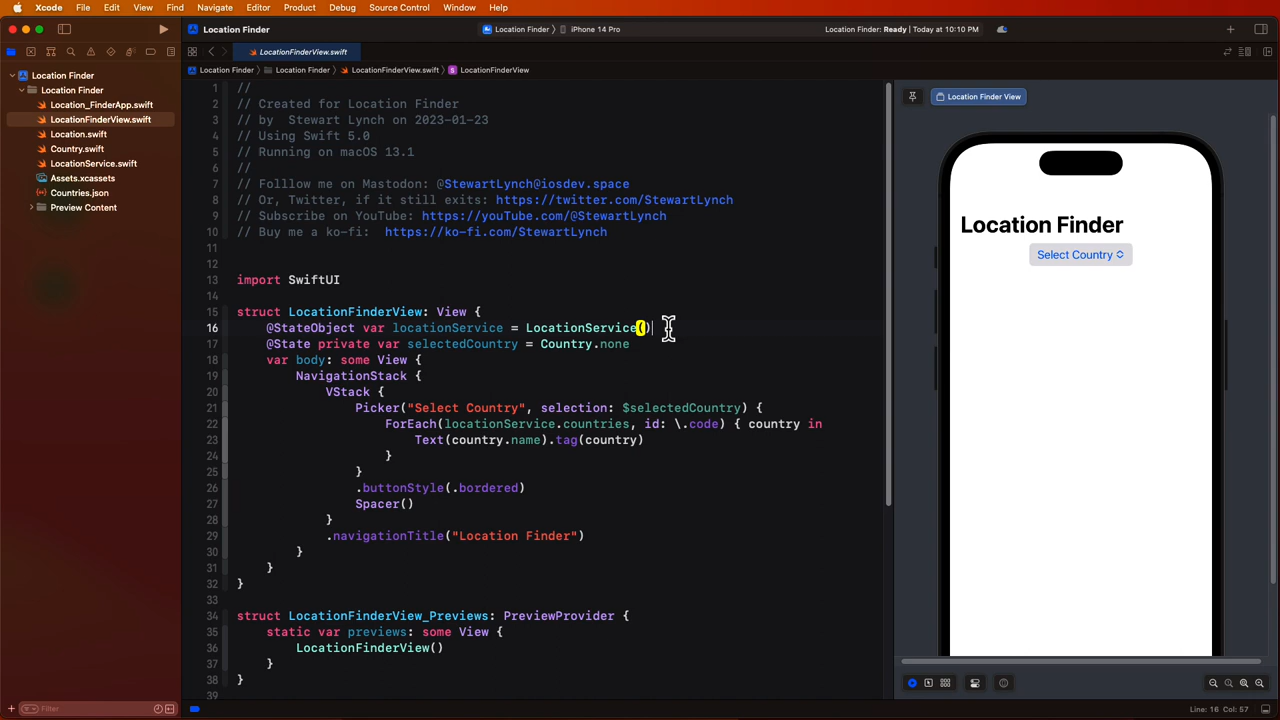 Xcode File Edit View Find Navigate Editor Product Debug Source Control Window Help
Location Finder
Location Finder iPhone 14 Pro
Location Finder: Ready | Today at 10:10 PM
LocationFinderView.swift
Location Finder Location Finder LocationFinderView.swift LocationFinderView
Location Finder
Location Finder
Location_FinderApp.swift
LocationFinderView.swift
Location.swift
Country.swift
LocationService.swift
Assets.xcassets
Countries.json
Preview Content
Filter
1 //
2 // Created for Location Finder
3 // by  Stewart Lynch on 2023-01-23
4 // Using Swift 5.0
5 // Running on macOS 13.1
6 //
7 // Folllow me on Mastodon: @StewartLynch@iosdev.space
8 // Or, Twitter, if it still exits: https://twitter.com/StewartLynch
9 // Subscribe on YouTube: https://youTube.com/@StewartLynch
10 // Buy me a ko-fi:  https://ko-fi.com/StewartLynch
11
12
13 import SwiftUI
14
15 struct LocationFinderView: View {
16     @StateObject var locationService = LocationService()
17     @State private var selectedCountry = Country.none
18     var body: some View {
19         NavigationStack {
20             VStack {
21                 Picker("Select Country", selection: $selectedCountry) {
22                     ForEach(locationService.countries, id: \.code) { country in
23                         Text(country.name).tag(country)
24                     }
25                 }
26                 .buttonStyle(.bordered)
27                 Spacer()
28             }
29             .navigationTitle("Location Finder")
30         }
31     }
32 }
33
34 struct LocationFinderView_Previews: PreviewProvider {
35     static var previews: some View {
36         LocationFinderView()
37     }
38 }
39
Location Finder View
Location Finder
Select Country
Line: 16 Col: 57